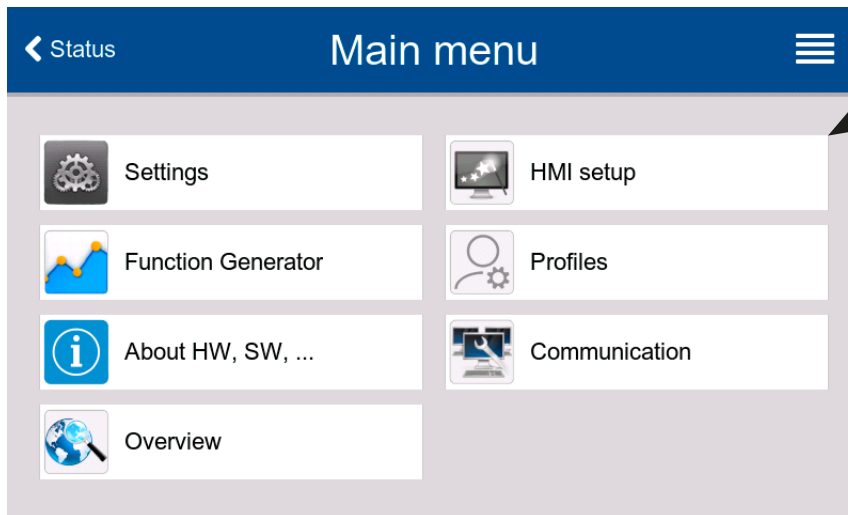 Status
Main menu
Settings
HMI setup
Function Generator
Profiles
About HW, SW, ...
Communication
Overview